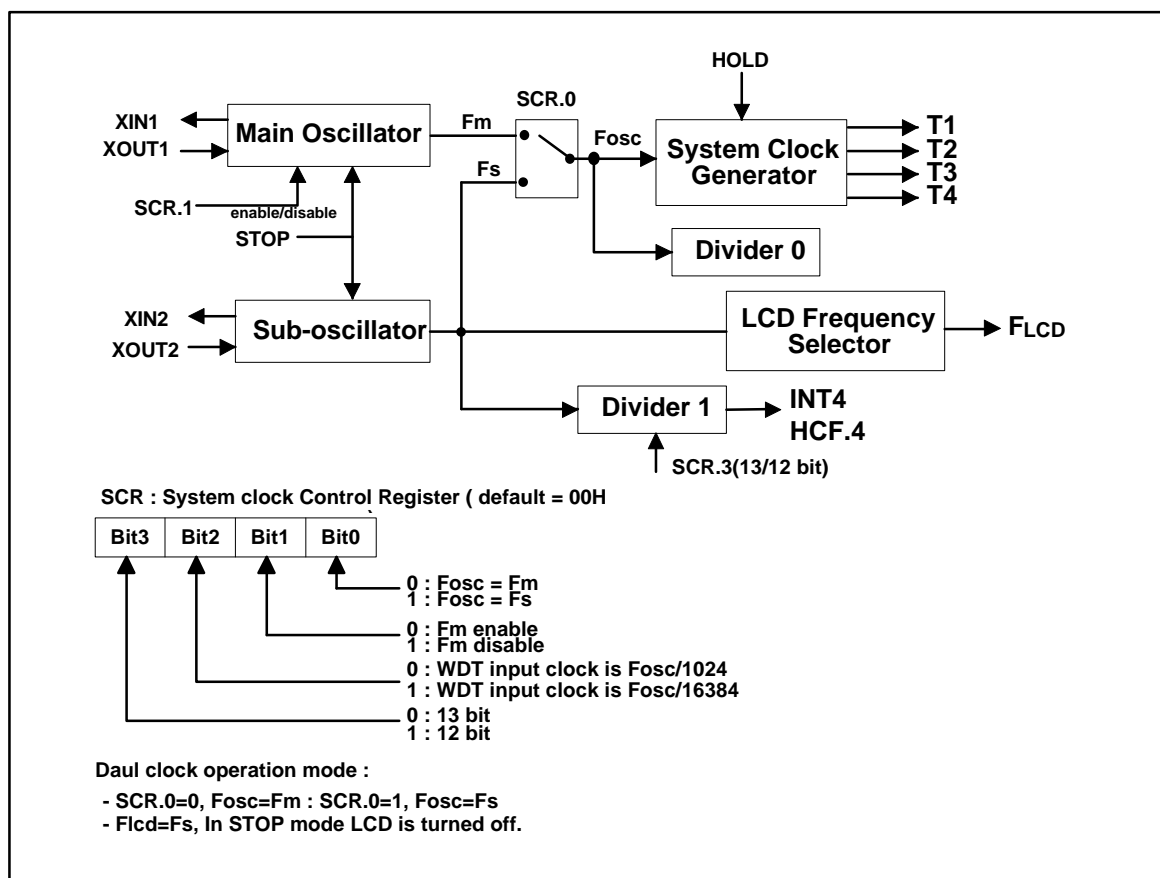 HOLD
SCR.0
XIN1
XOUT1
Main Oscillator
Fm
Fosc
System Clock
Generator
T1
T2
T3
T4
Fs
SCR.1
enable/disable
STOP
Divider 0
XIN2
XOUT2
Sub-oscillator
LCD Frequency
Selector
FLCD
Divider 1
INT4
HCF.4
SCR.3(13/12 bit)
SCR : System clock Control Register ( default = 00H
Bit3 Bit2 Bit1 Bit0
0 : Fosc = Fm
1 : Fosc = Fs
0 : Fm enable
1 : Fm disable
0 : WDT input clock is Fosc/1024
1 : WDT input clock is Fosc/16384
0 : 13 bit
1 : 12 bit
Daul clock operation mode :
- SCR.0=0, Fosc=Fm : SCR.0=1, Fosc=Fs
- Flcd=Fs, In STOP mode LCD is turned off.